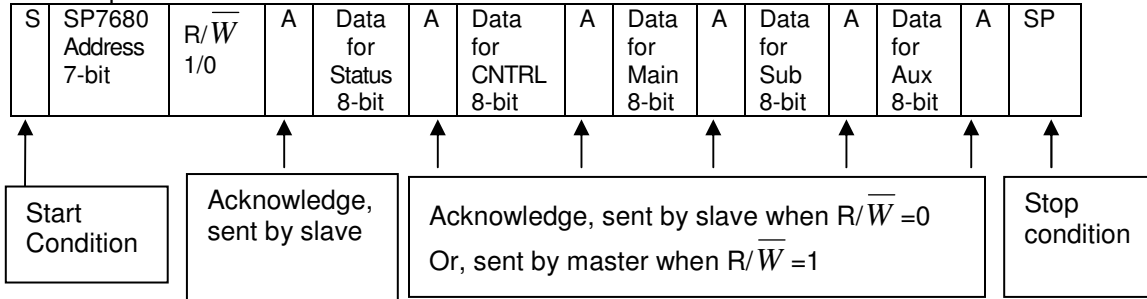 S
SP7680
Address
7-bit
R/W̅
1/0
A
Data
for
Status
8-bit
A
Data
for
CNTRL
8-bit
A
Data
for
Main
8-bit
A
Data
for
Sub
8-bit
A
Data
for
Aux
8-bit
A
SP
Start
Condition
Acknowledge,
sent by slave
Acknowledge, sent by slave when R/W̅ =0
Or, sent by master when R/W̅ =1
Stop
condition